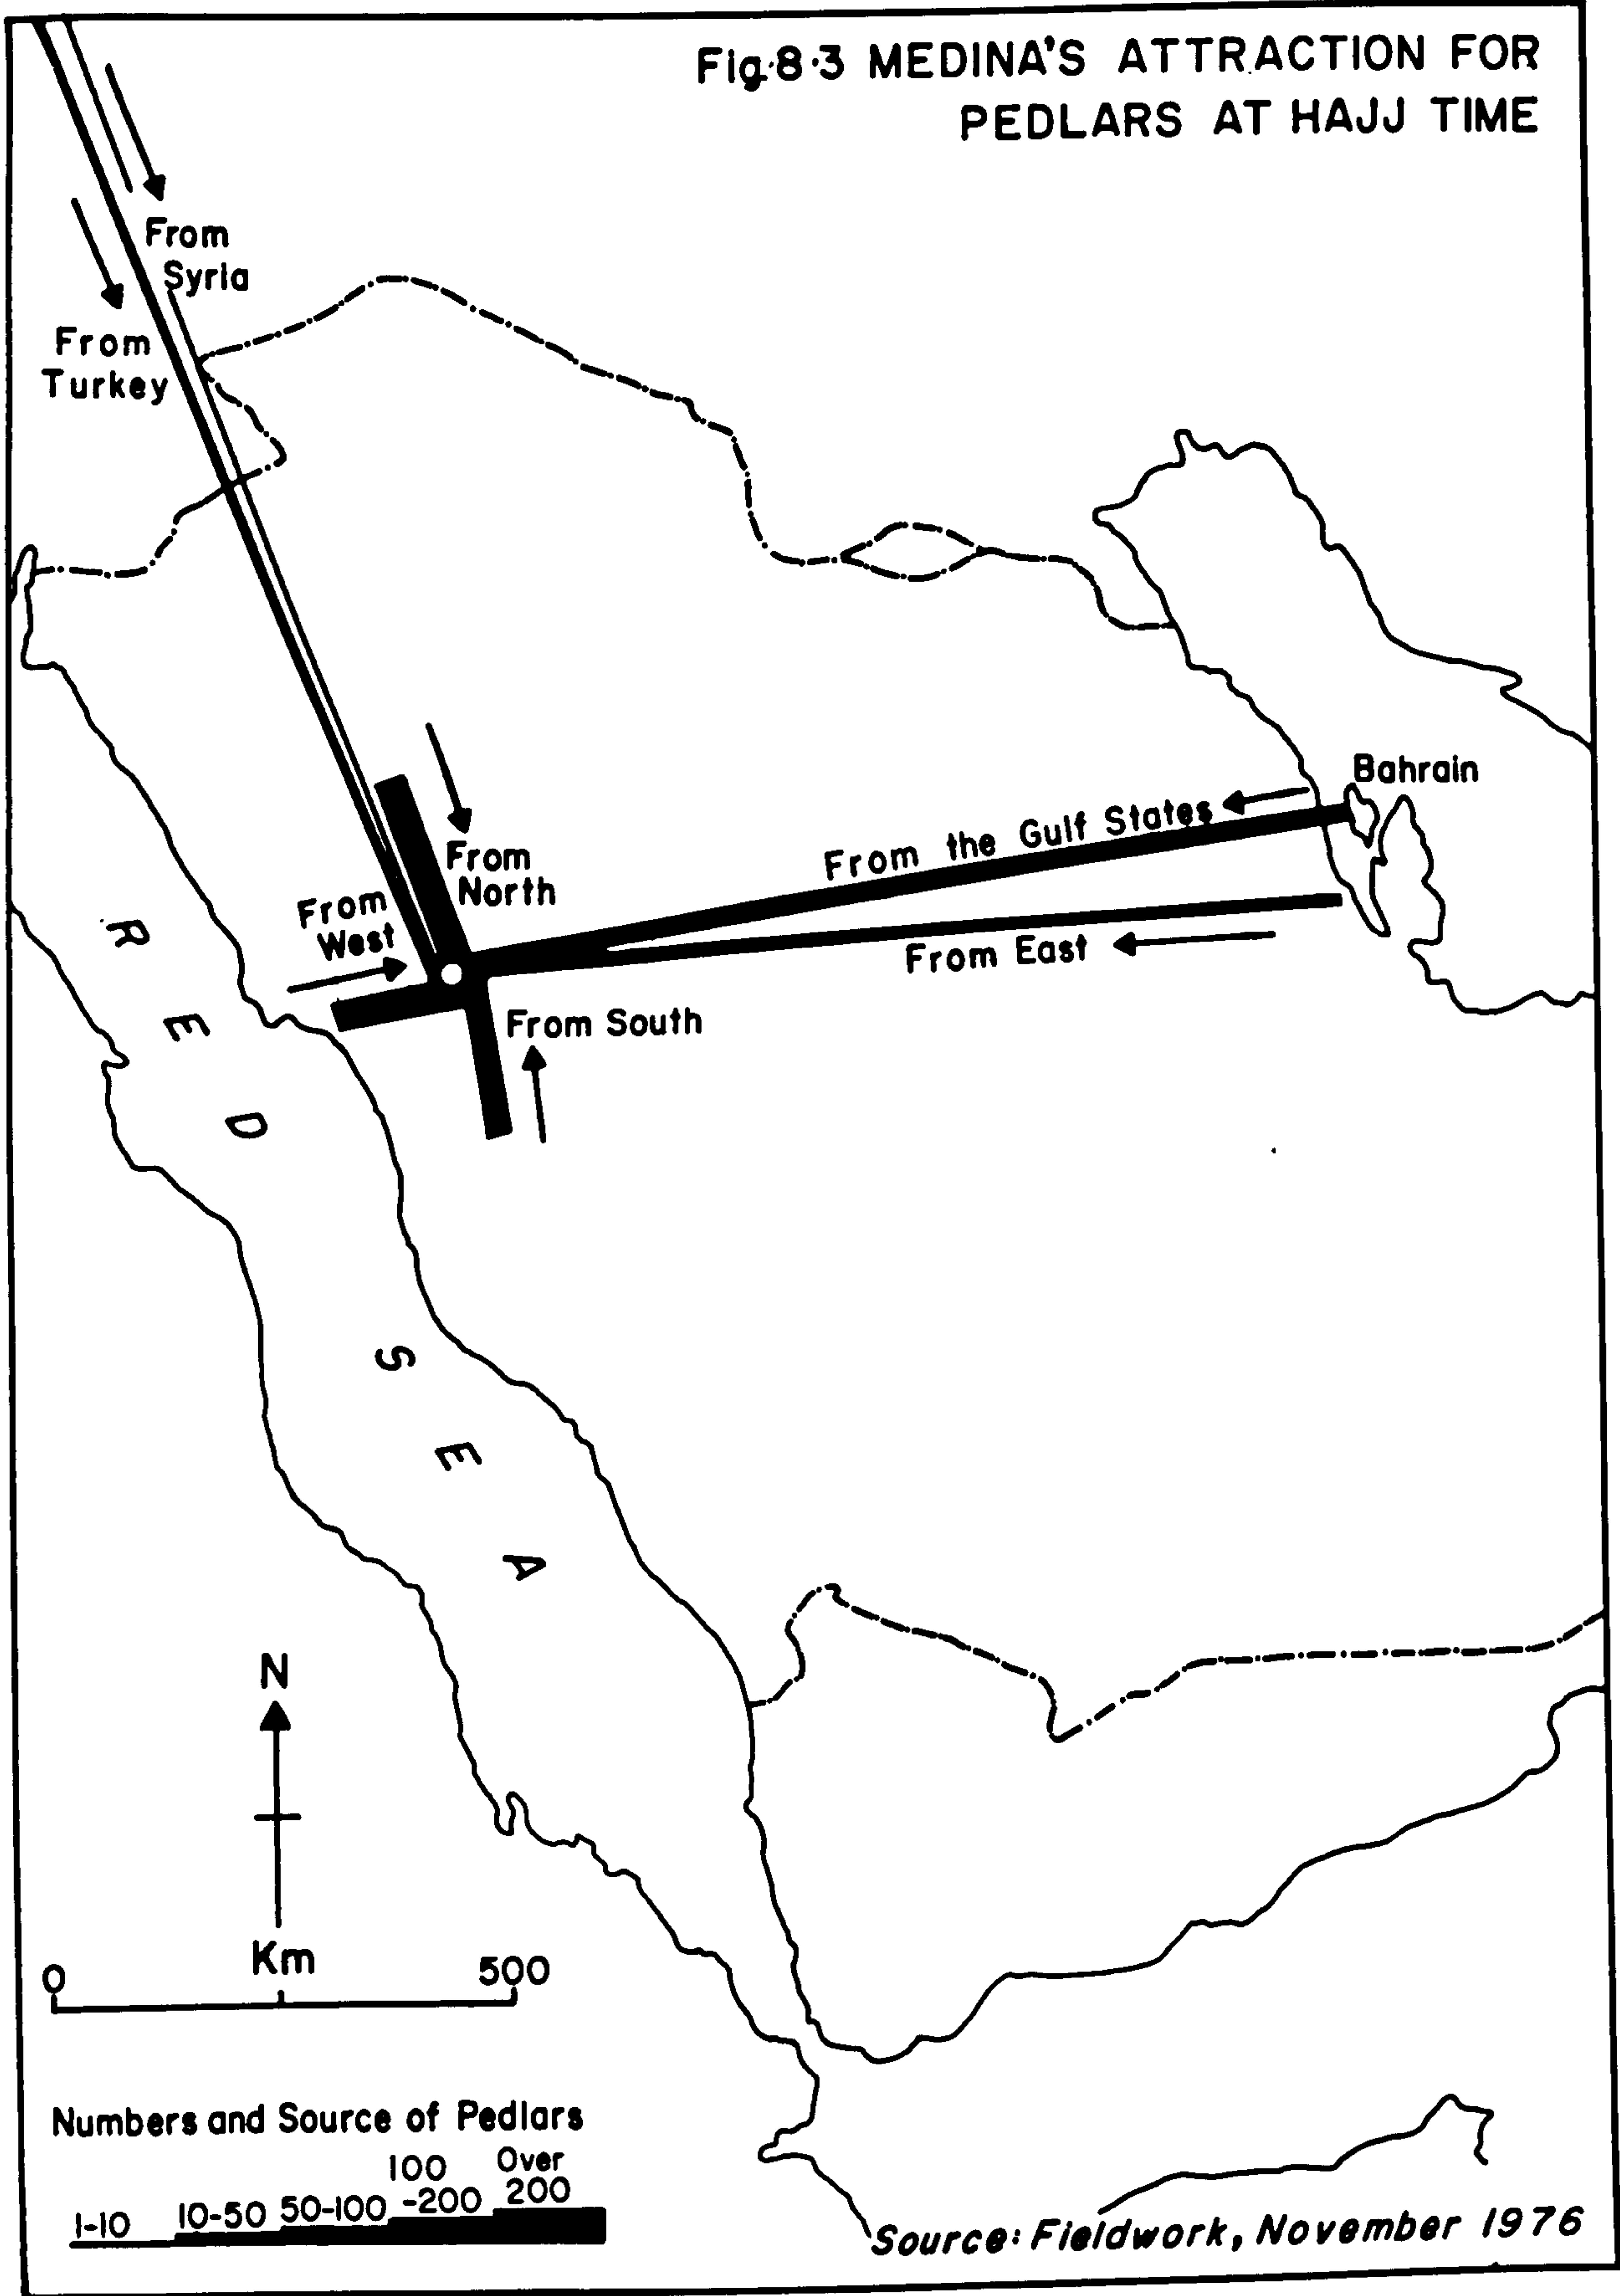 Fig.8.3 MEDINA'S ATTRACTION FOR
PEDLARS AT HAJJ TIME
From
Syria
From
Turkey
Bahrain
From the Gulf States
From
North
From
West
From East
From South
RED
SEA
N
Km
0 500
Numbers and Source of Pedlars
1-10 10-50 50-100 100-200 Over 200
Source: Fieldwork, November 1976